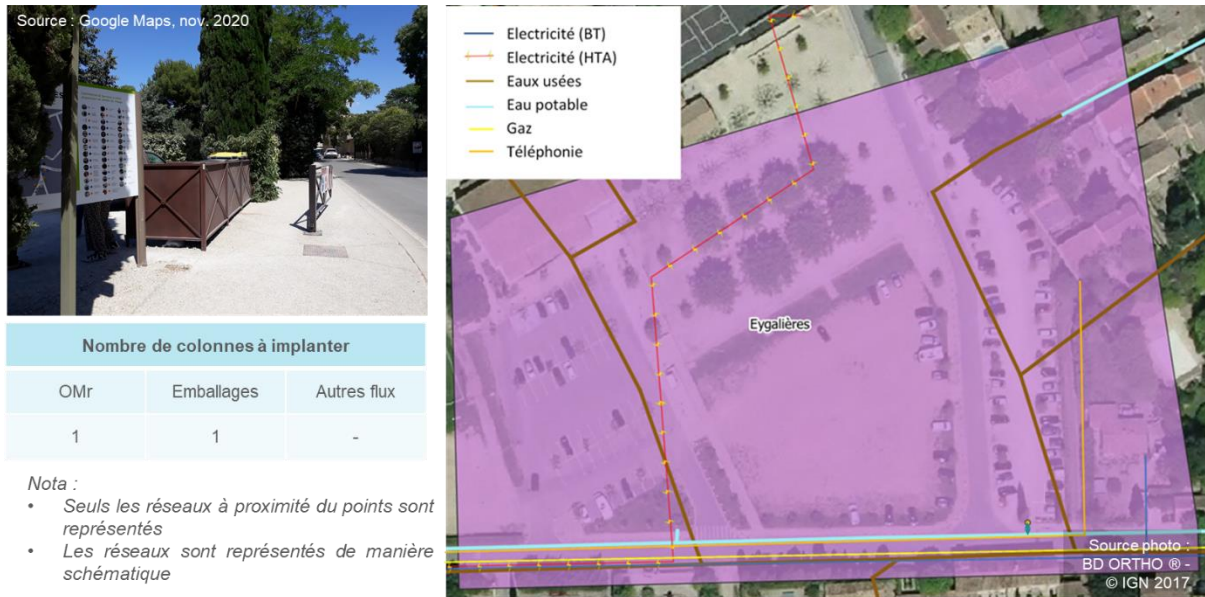 Source : Google Maps, nov. 2020
Nombre de colonnes à implanter
OMr Emballages Autres flux
1 1 -
Nota :
• Seuls les réseaux à proximité du points sont
représentés
• Les réseaux sont représentés de manière
schématique
Electricité (BT)
Electricité (HTA)
Eaux usées
Eau potable
Gaz
Téléphonie
Eygalières
Source photo :
BD ORTHO ® -
© IGN 2017